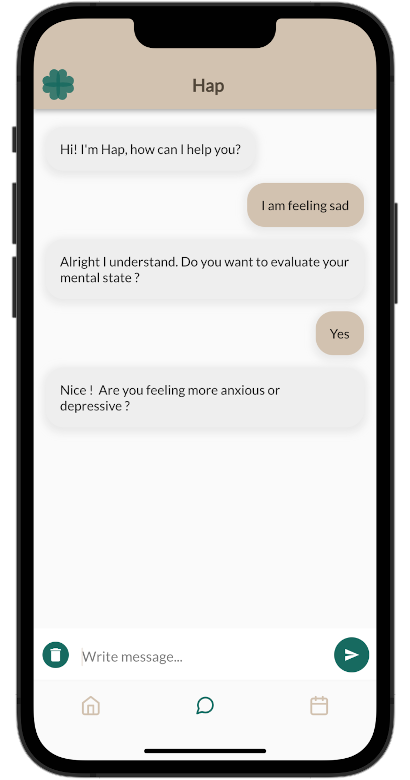 Hap
Hi! I'm Hap, how can I help you?
I am feeling sad
Alright I understand. Do you want to evaluate your
mental state ?
Yes
Nice !  Are you feeling more anxious or
depressive ?
Write message...